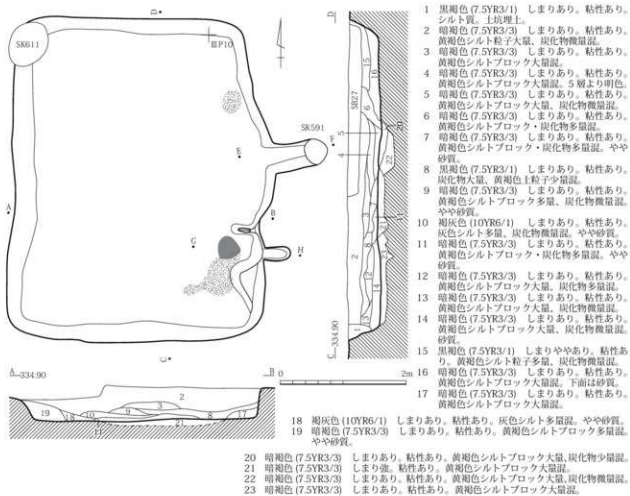 D
SK611
ⅢP10
SK591
E
F
A
B
G
H
C
D
SB27
15
16
6
20
5
4
22
3
11
21
8
2
12
14
13
1
C
334.90
A
334.90
B
2
3
9
19
18
10
8
17
11
21
0
2m
1 黒褐色 (7.5YR3/1) しまりあり。粘性あり。
シルト質。土坑埋土。
2 暗褐色 (7.5YR3/3) しまりあり。粘性あり。
黄褐色シルト粒子大量、炭化物微量混。
3 暗褐色 (7.5YR3/3) しまりあり。粘性あり。
黄褐色シルトブロック大量混。
4 暗褐色 (7.5YR3/3) しまりあり。粘性あり。
黄褐色シルトブロック大量混。5層より明色。
5 暗褐色 (7.5YR3/3) しまりあり。粘性あり。
黄褐色シルトブロック大量、炭化物微量混。
6 暗褐色 (7.5YR3/3) しまりあり。粘性あり。
黄褐色シルトブロック・炭化物多量混。
7 暗褐色 (7.5YR3/3) しまりあり。粘性あり。
黄褐色シルトブロック・炭化物多量混。やや
砂質。
8 黒褐色 (7.5YR3/1) しまりあり。粘性あり。
炭化物大量、黄褐色土粒子少量混。
9 暗褐色 (7.5YR3/3) しまりあり。粘性あり。
黄褐色シルトブロック多量、炭化物微量混。
やや砂質。
10 褐灰色 (10YR6/1) しまりあり。粘性あり。
灰色シルト多量、炭化物微量混。やや砂質。
11 暗褐色 (7.5YR3/3) しまりあり。粘性あり。
黄褐色シルトブロック・炭化物多量混。やや
砂質。
12 暗褐色 (7.5YR3/3) しまりあり。粘性あり。
黄褐色シルトブロック大量、炭化物多量混。
13 暗褐色 (7.5YR3/3) しまりあり。粘性あり。
黄褐色シルトブロック大量、炭化物微量混。
14 暗褐色 (7.5YR3/3) しまりあり。粘性あり。
黄褐色シルトブロック大量、炭化物微量混。
砂質。
15 黒褐色 (7.5YR3/1) しまりややあり。粘性あ
り。黄褐色シルト粒子多量、炭化物微量混。
16 暗褐色 (7.5YR3/3) しまりあり。粘性あり。
黄褐色シルトブロック大量混。下面は砂質。
17 暗褐色 (7.5YR3/3) しまりあり。粘性あり。
黄褐色シルトブロック大量混。
18 褐灰色 (10YR6/1) しまりあり。粘性あり。灰色シルト多量混。やや砂質。
19 暗褐色 (7.5YR3/3) しまりあり。粘性あり。黄褐色シルトブロック多量混。
やや砂質。
20 暗褐色 (7.5YR3/3) しまりあり。粘性あり。黄褐色シルトブロック大量、炭化物少量混。
21 暗褐色 (7.5YR3/3) しまり強。粘性あり。黄褐色シルトブロック大量混。
22 暗褐色 (7.5YR3/3) しまりあり。粘性あり。黄褐色シルトブロック大量、炭化物微量混。
23 暗褐色 (7.5YR3/3) しまりあり。粘性あり。黄褐色シルトブロック大量混。